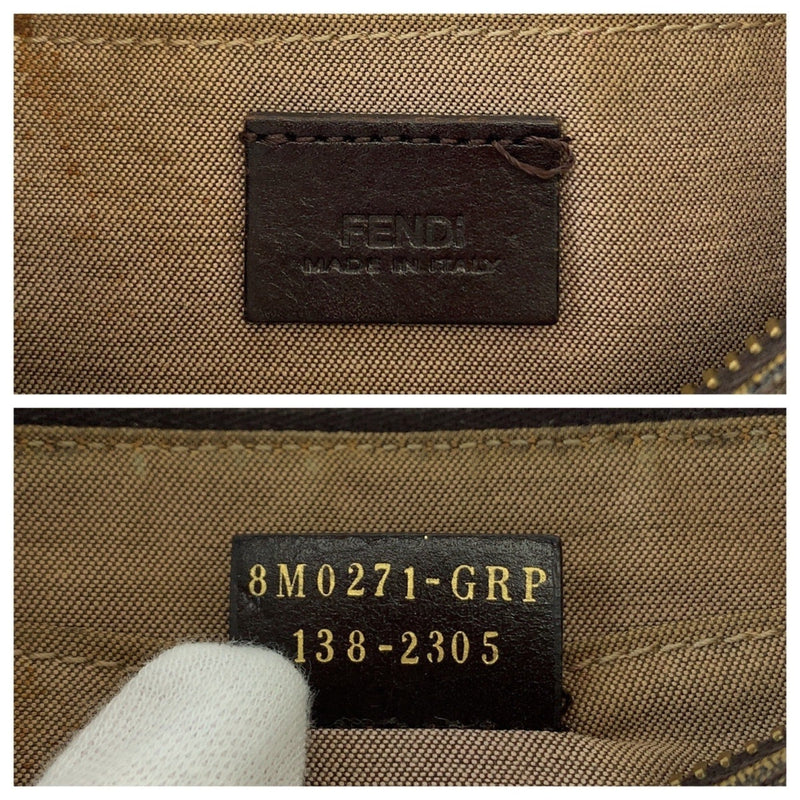 FENDi
MADE IN ITALY
8M0271-GRP
138-2305